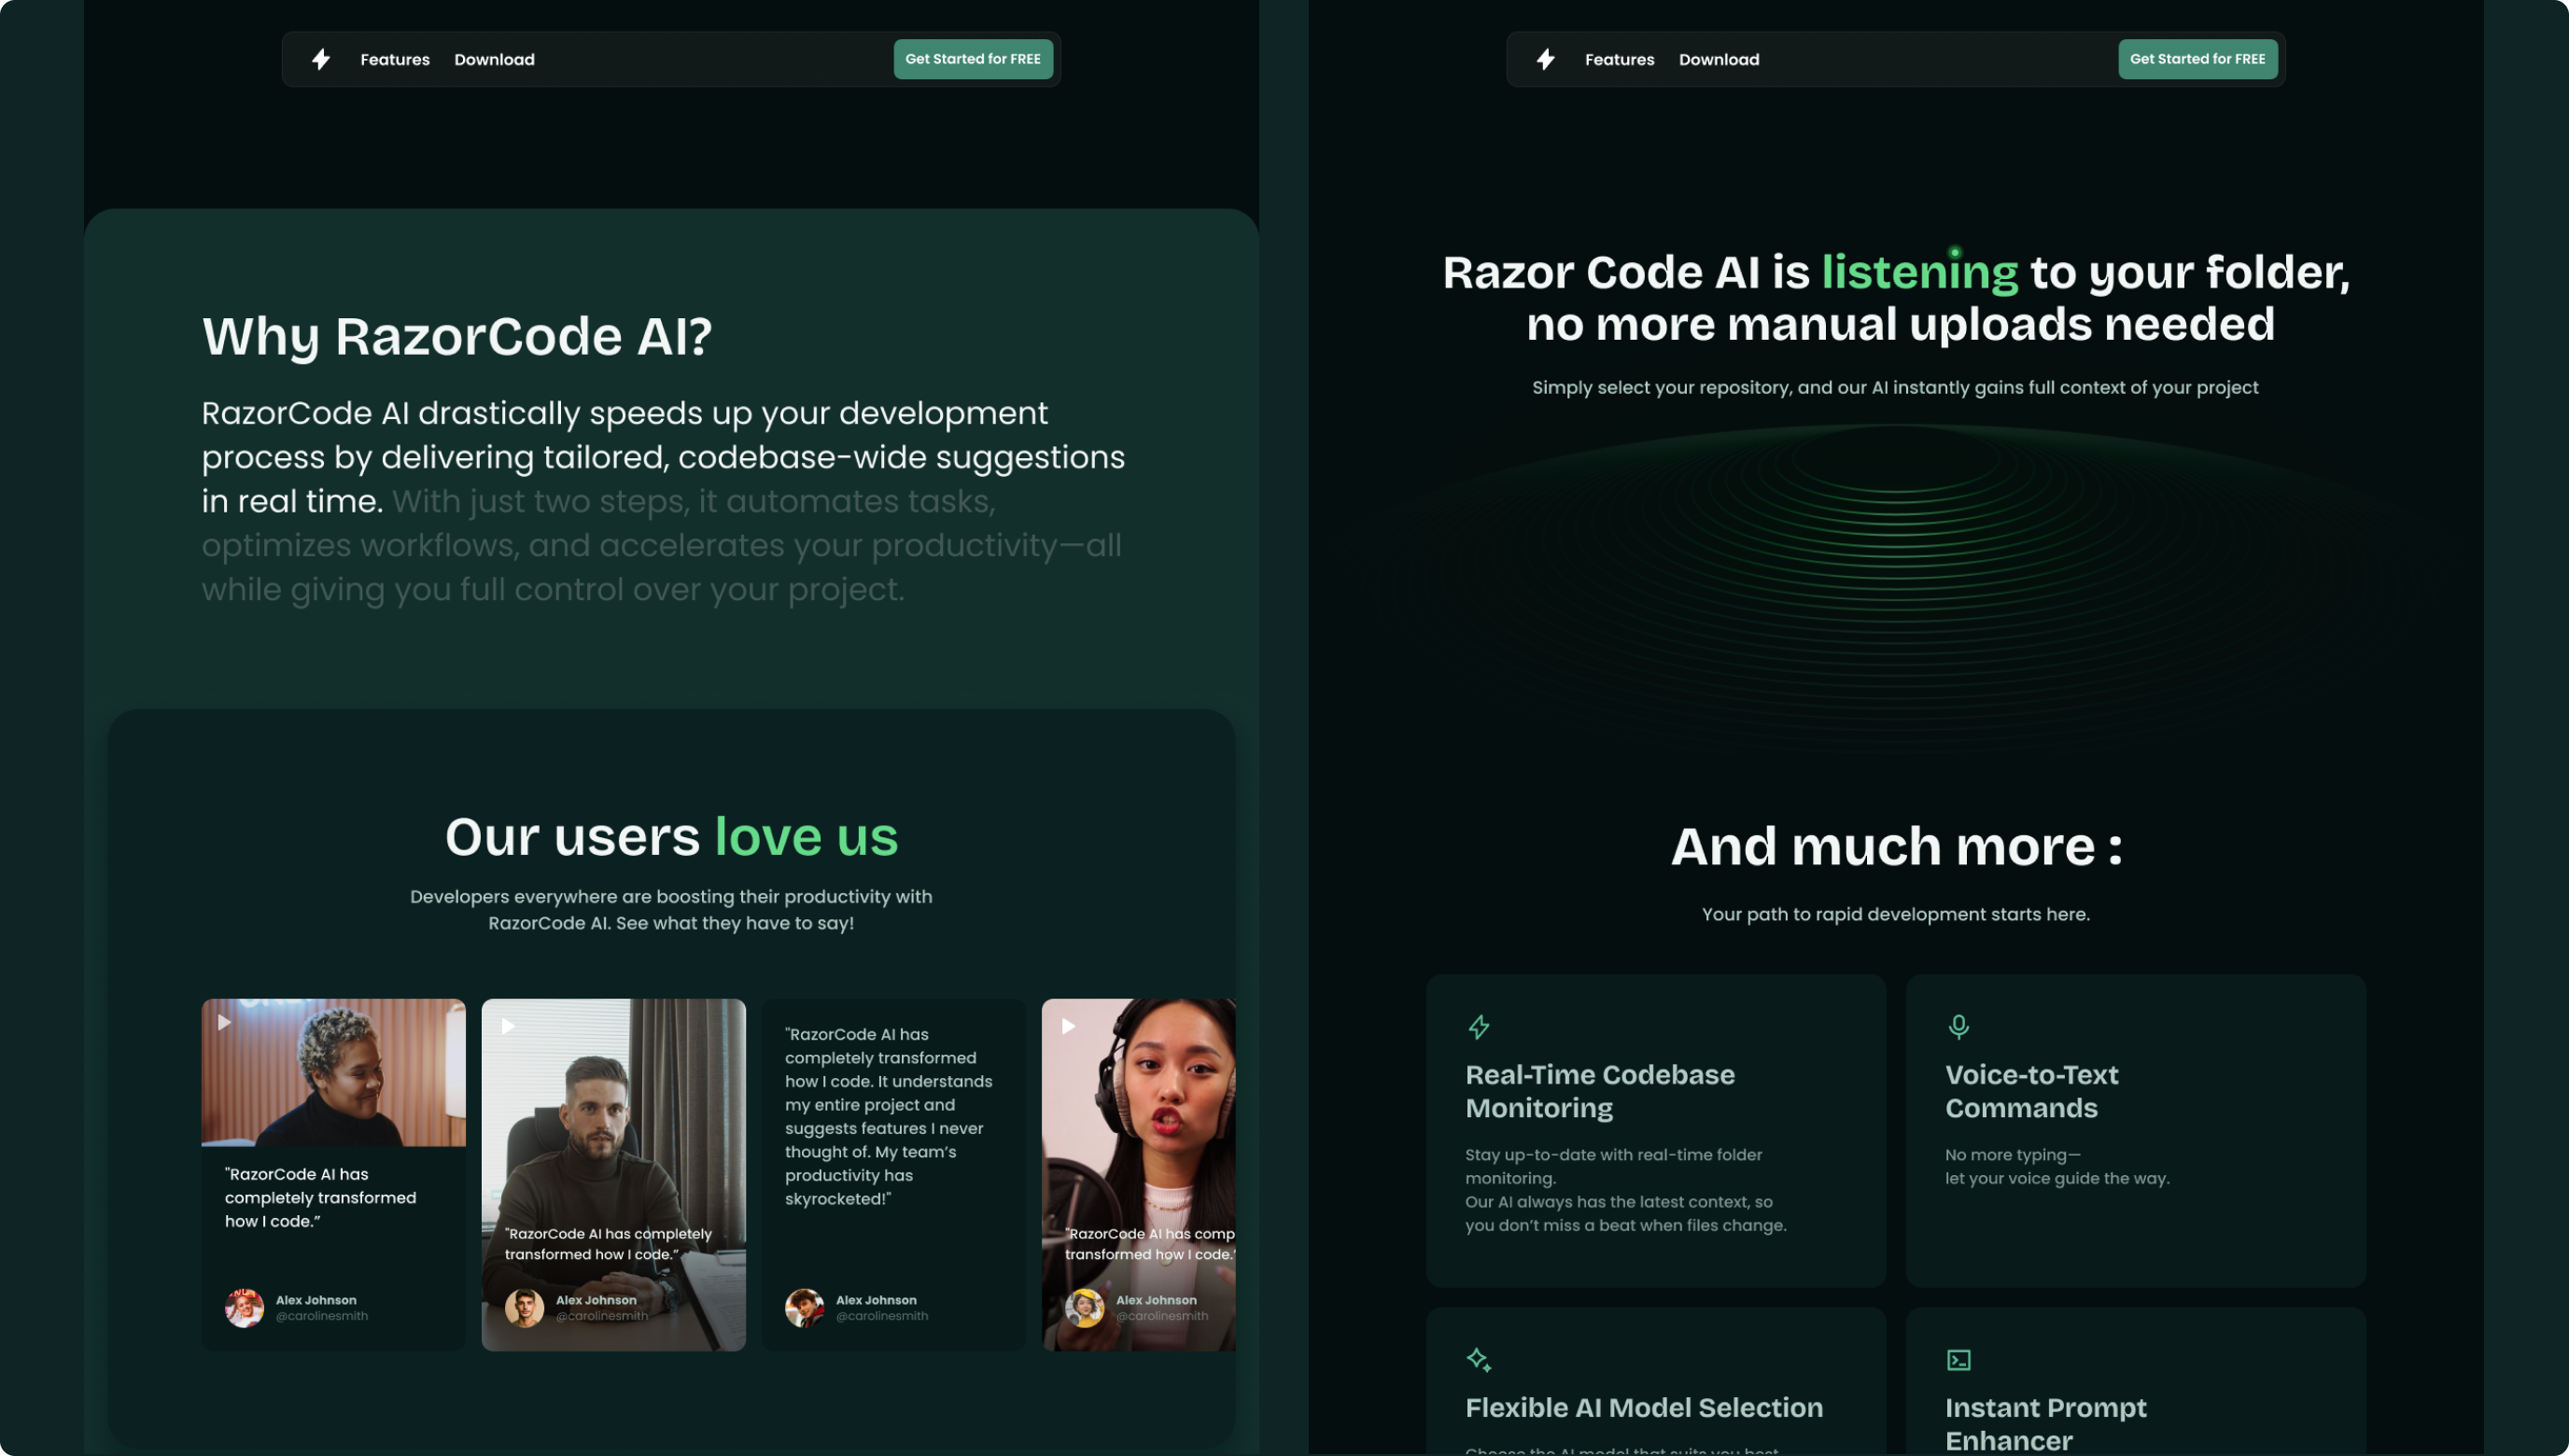 Features Download Get Started for FREE
Why RazorCode AI?
RazorCode AI drastically speeds up your development
process by delivering tailored, codebase-wide suggestions
in real time. With just two steps, it automates tasks,
optimizes workflows, and accelerates your productivity—all
while giving you full control over your project.
Our users love us
Developers everywhere are boosting their productivity with
RazorCode AI. See what they have to say!
"RazorCode AI has
completely transformed
how I code.”
Alex Johnson
@carolinesmith
"RazorCode AI has completely
transformed how I code.”
Alex Johnson
@carolinesmith
"RazorCode AI has
completely transformed
how I code. It understands
my entire project and
suggests features I never
thought of. My team’s
productivity has
skyrocketed!"
Alex Johnson
@carolinesmith
"RazorCode AI has comp
transformed how I code.”
Alex Johnson
@carolinesmith
Features Download Get Started for FREE
Razor Code AI is listening to your folder,
no more manual uploads needed
Simply select your repository, and our AI instantly gains full context of your project
And much more :
Your path to rapid development starts here.
Real-Time Codebase
Monitoring
Stay up-to-date with real-time folder
monitoring.
Our AI always has the latest context, so
you don’t miss a beat when files change.
Voice-to-Text
Commands
No more typing—
let your voice guide the way.
Flexible AI Model Selection
Choose the AI model that suits you best
Instant Prompt
Enhancer